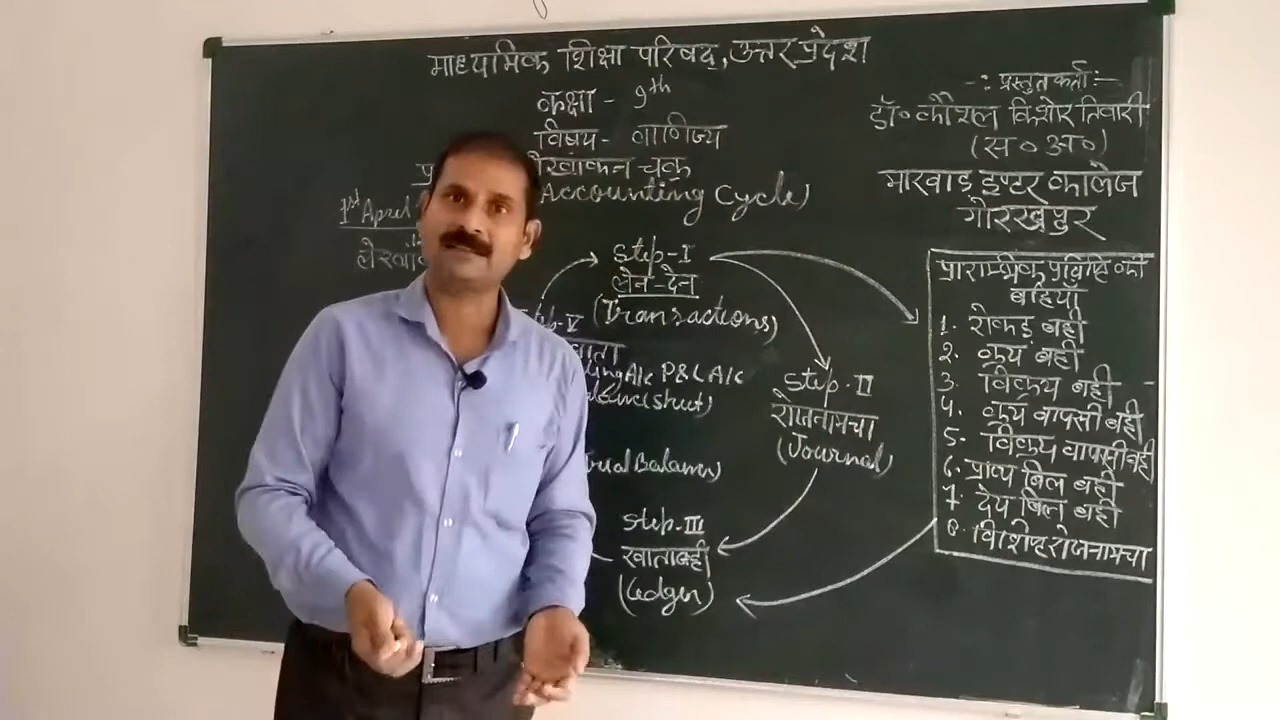 माध्यमिक शिक्षा परिषद, उत्तर प्रदेश
कक्षा - 9th
विषय - वाणिज्य
लेखांकन चक्र
Accounting Cycle)
1st April
-: प्रस्तुतकर्ता :-
डॉ० कौशल किशोर तिवारी
(स० अ०)
मारवाड़ इण्टर कालेज
गोरखपुर
Step-I
लेन-देन
(Transactions)
Step-II
रोजनामचा
(Journal)
Step-III
खाताबही
(Ledger)
A/c P&L A/c
प्रारम्भिक प्रविष्टि की
बहियाँ
1. रोकड़ बही
2. क्रय बही
3. विक्रय बही
4. क्रय वापसी बही
5. विक्रय वापसी बही
6. प्राप्य बिल बही
7. देय बिल बही
8. विशिष्ट रोजनामचा